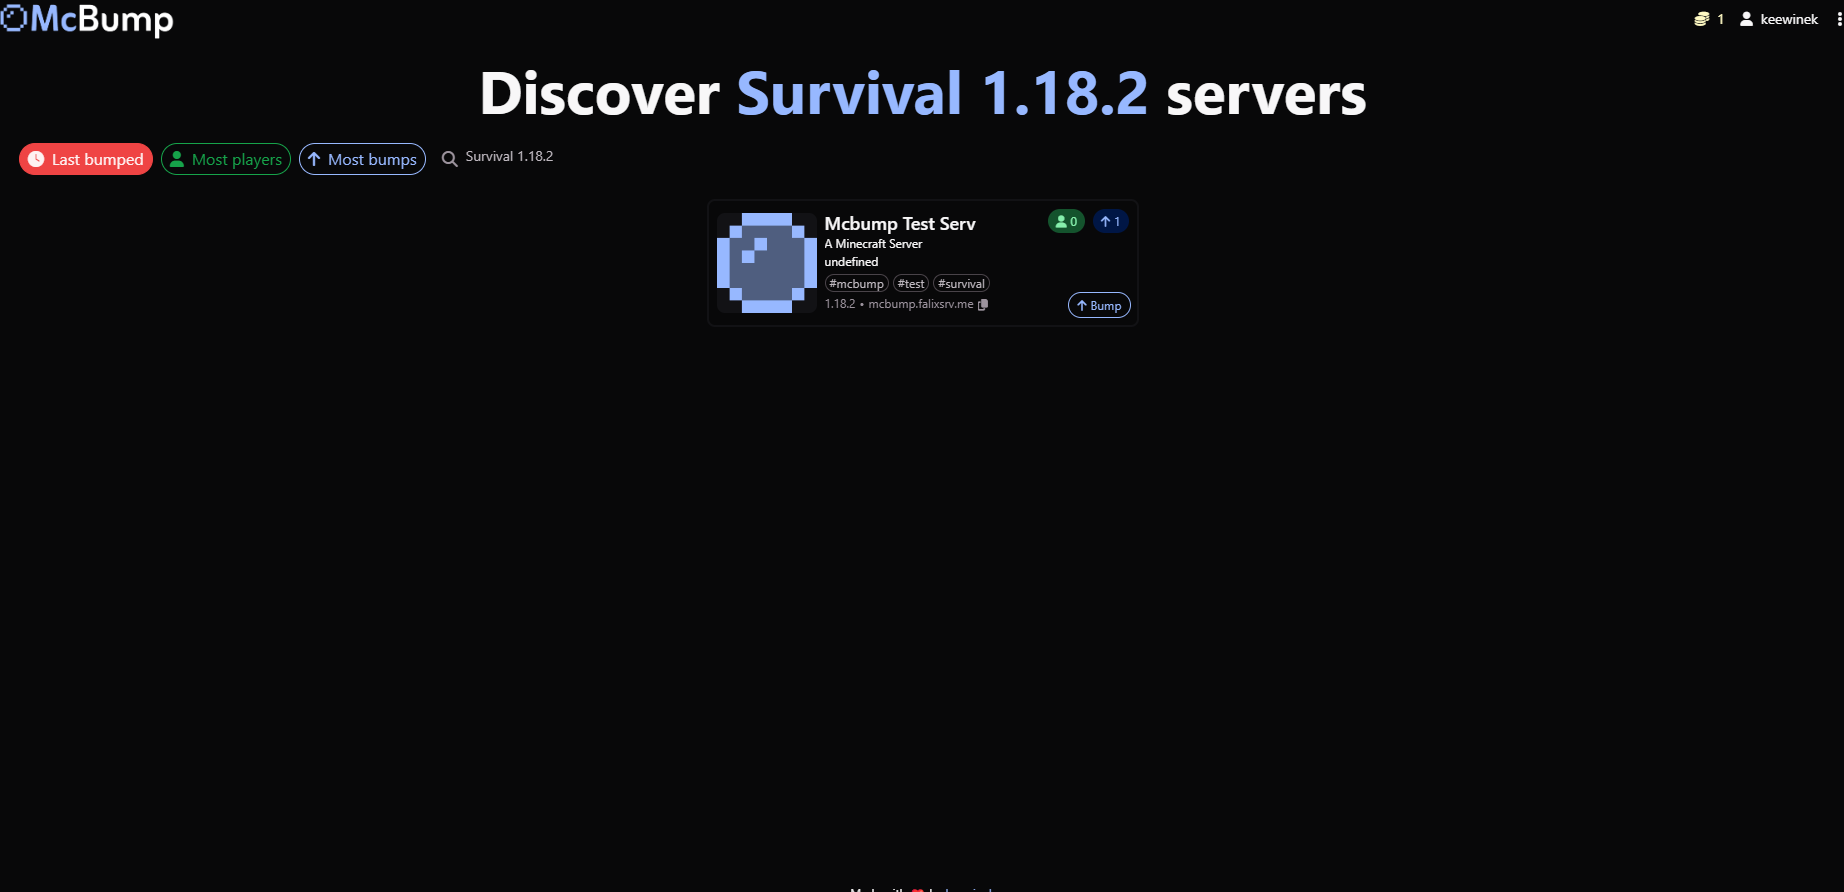 McBump
1
keewinek
Discover Survival 1.18.2 servers
Last bumped
Most players
Most bumps
Survival 1.18.2
Mcbump Test Serv
0
1
A Minecraft Server
undefined
#mcbump #test #survival
1.18.2 • mcbump.falixsrv.me
Bump